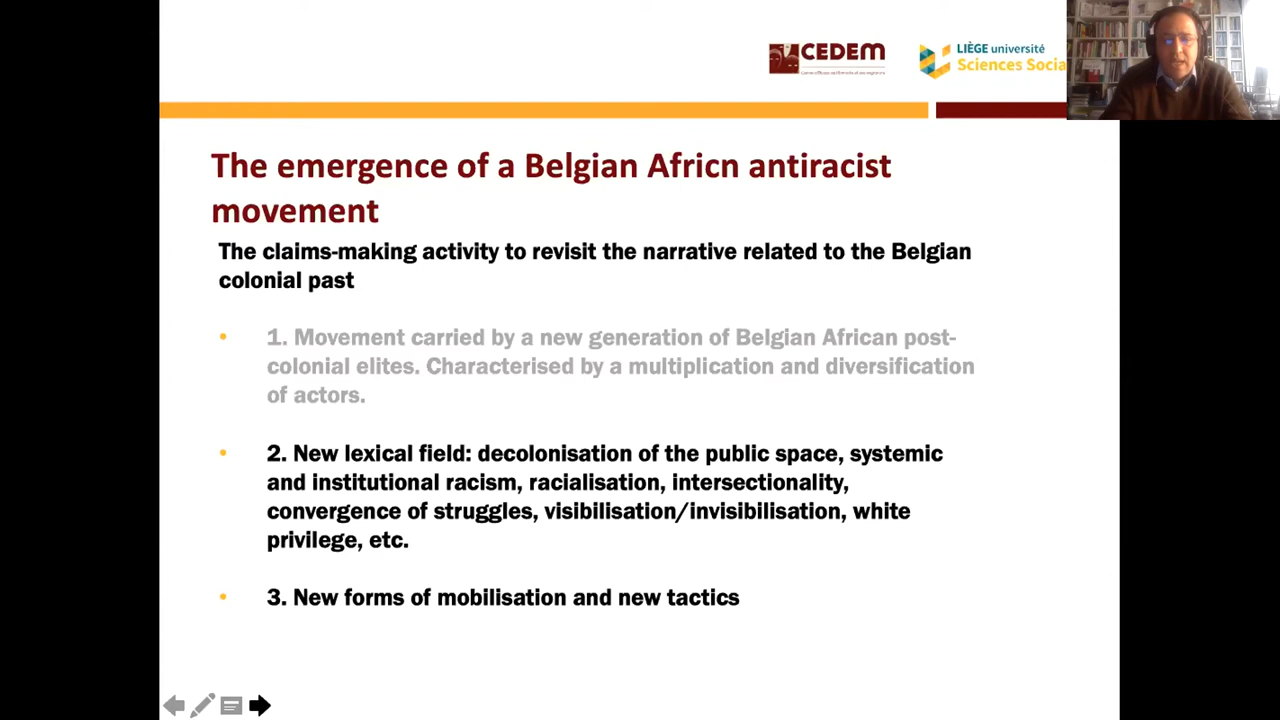 CEDEM
LIÈGE université
Sciences Socia
The emergence of a Belgian Africn antiracist
movement
The claims-making activity to revisit the narrative related to the Belgian
colonial past
• 1. Movement carried by a new generation of Belgian African post-
colonial elites. Characterised by a multiplication and diversification
of actors.
• 2. New lexical field: decolonisation of the public space, systemic
and institutional racism, racialisation, intersectionality,
convergence of struggles, visibilisation/invisibilisation, white
privilege, etc.
• 3. New forms of mobilisation and new tactics